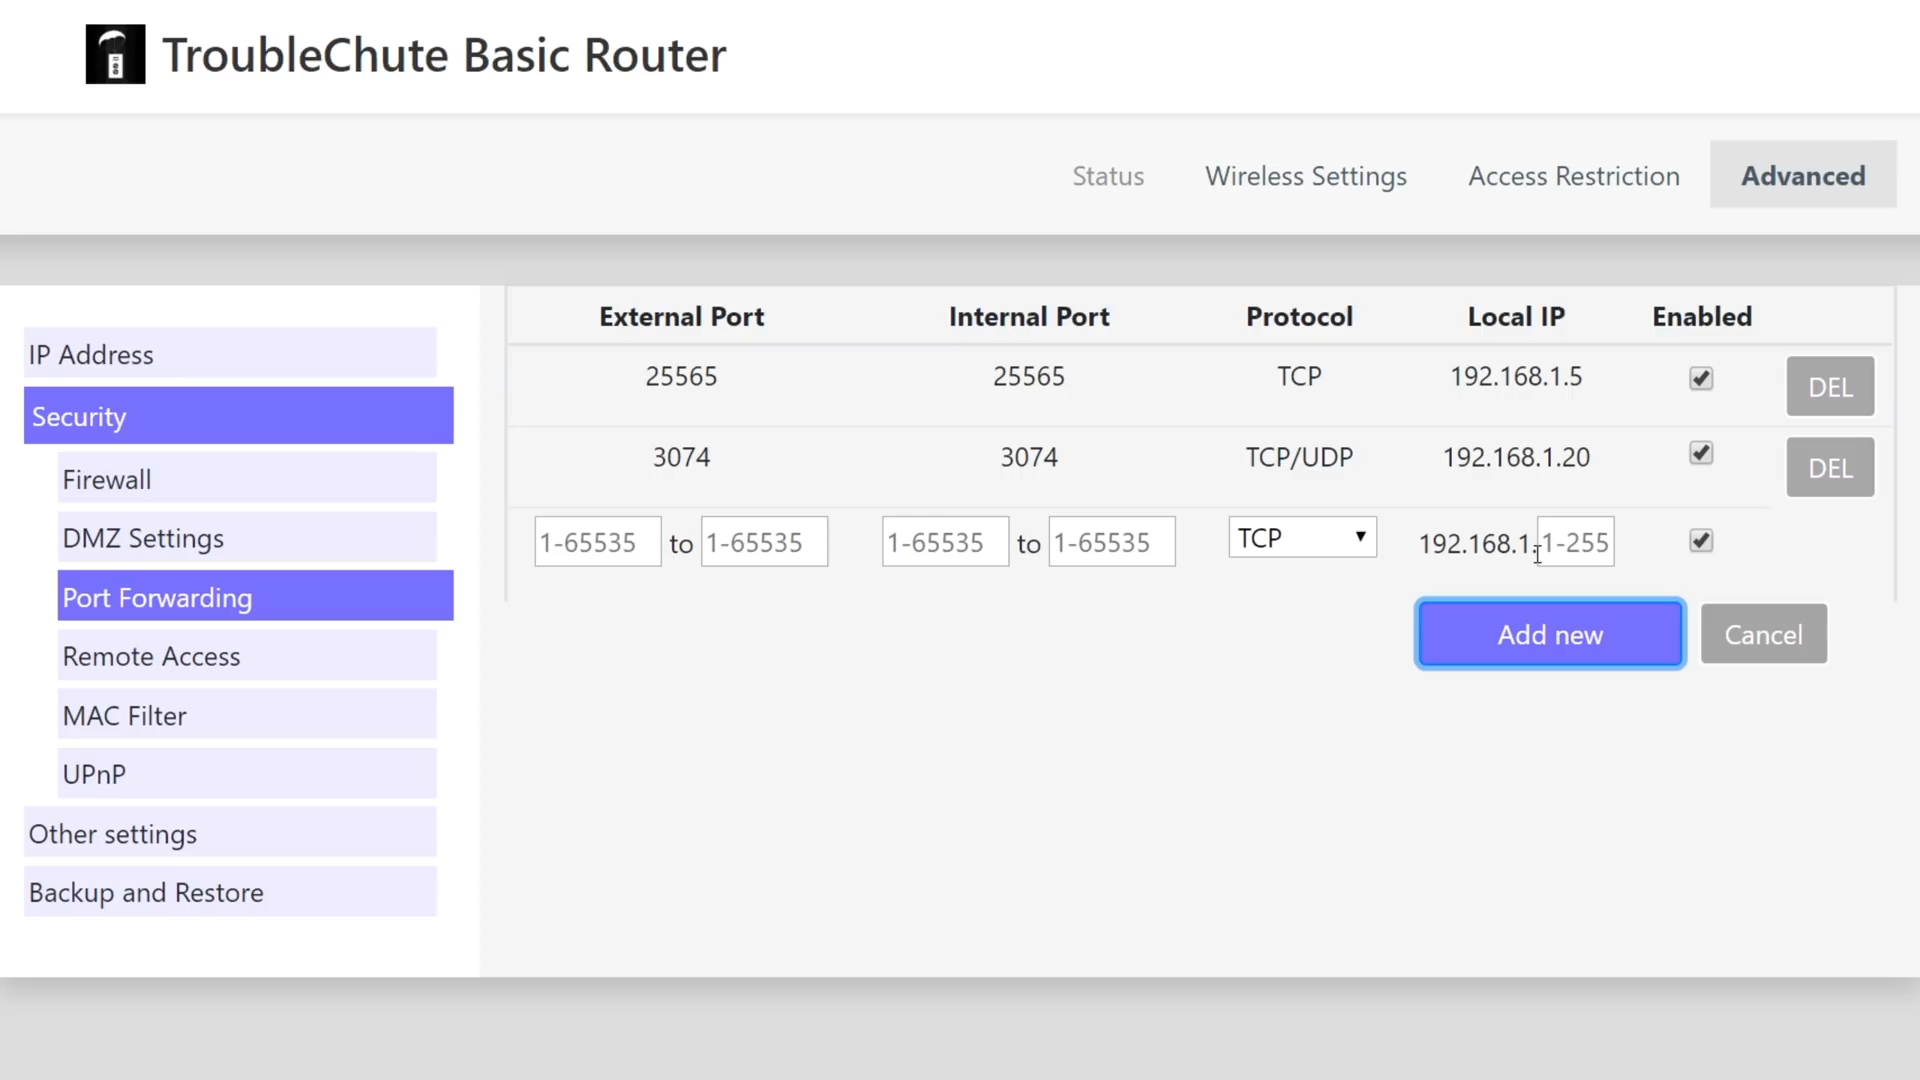 TroubleChute Basic Router
Status Wireless Settings Access Restriction Advanced
IP Address
Security
Firewall
DMZ Settings
Port Forwarding
Remote Access
MAC Filter
UPnP
Other settings
Backup and Restore
External Port Internal Port Protocol Local IP Enabled
25565 25565 TCP 192.168.1.5 DEL
3074 3074 TCP/UDP 192.168.1.20 DEL
1-65535 to 1-65535 1-65535 to 1-65535 TCP 192.168.1. 1-255
Add new Cancel